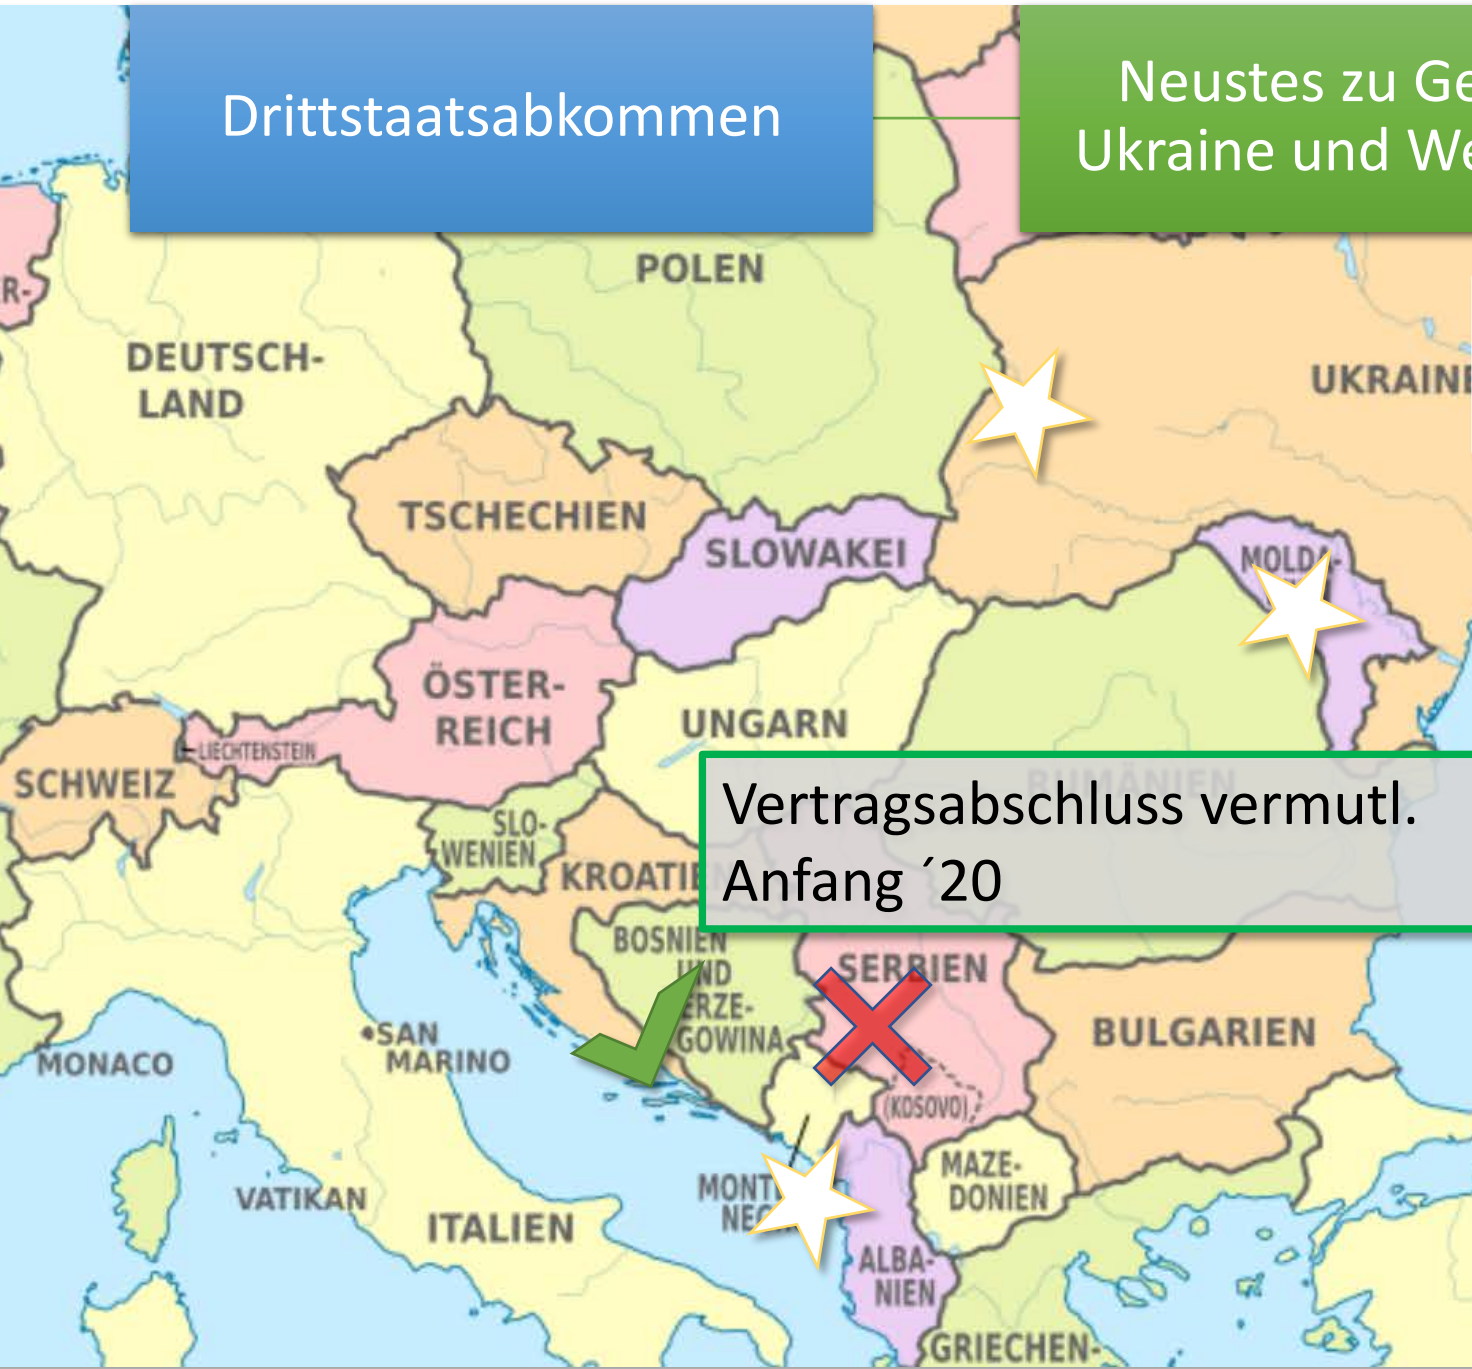 Drittstaatsabkommen
Neustes zu Ge
Ukraine und We
POLEN
R-
DEUTSCH-
LAND
UKRAINE
TSCHECHIEN
SLOWAKEI
MOLDA-
ÖSTER-
REICH
UNGARN
LIECHTENSTEIN
SCHWEIZ
RUMÄNIEN
Vertragsabschluss vermutl.
Anfang ´20
SLO-
WENIEN
KROATIE
BOSNIEN
UND
ERZE-
GOWINA
SERBIEN
SAN
MARINO
MONACO
BULGARIEN
(KOSOVO)
MAZE-
DONIEN
MONTE
NEG
VATIKAN
ITALIEN
ALBA-
NIEN
GRIECHEN-